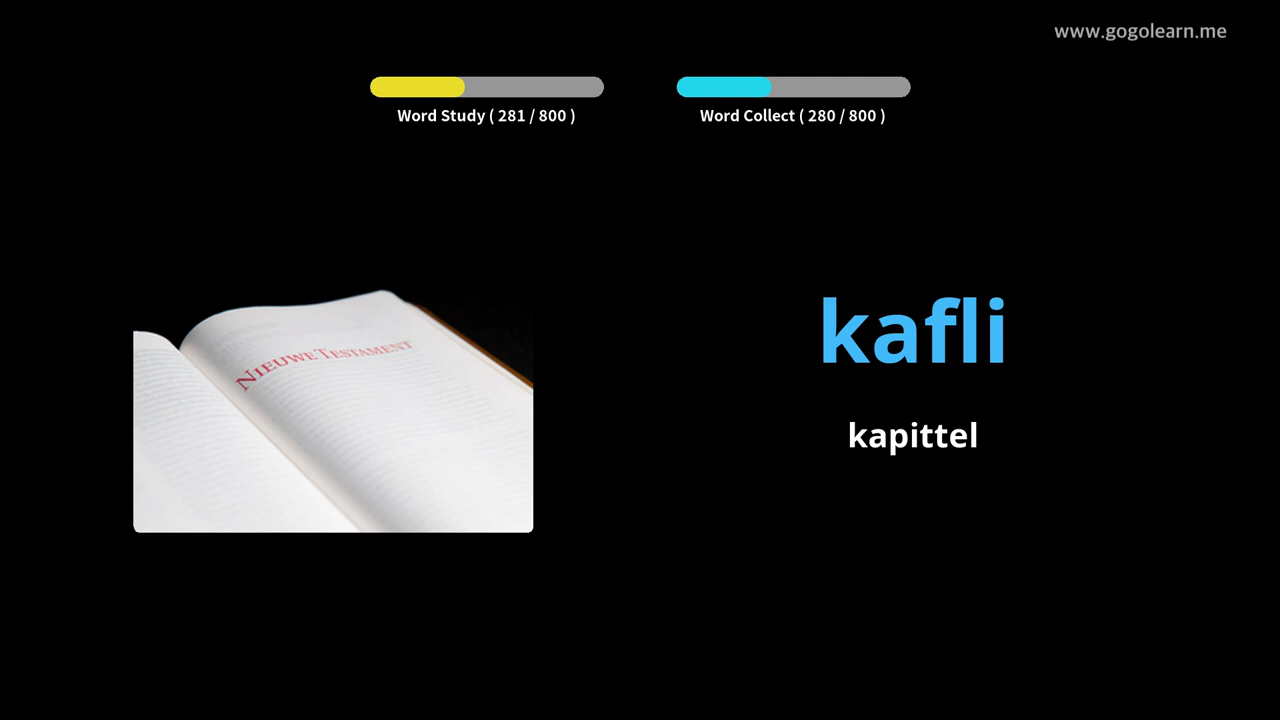 www.gogolearn.me
Word Study ( 281 / 800 )
Word Collect ( 280 / 800 )
NIEUWE TESTAMENT
kafli
kapittel